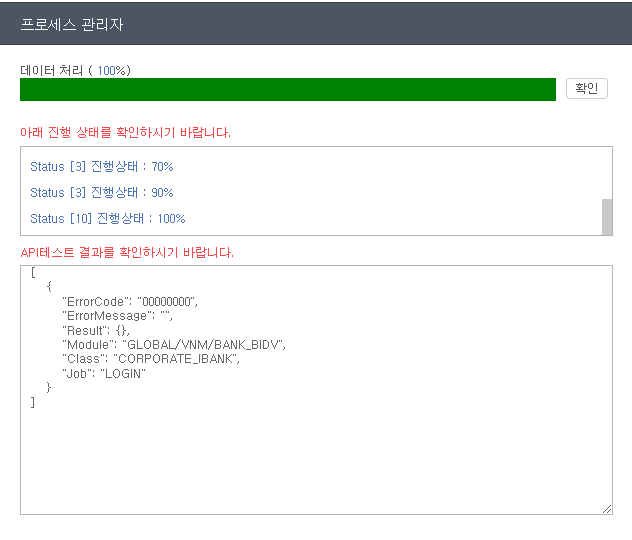 프로세스 관리자
데이터 처리 ( 100%)
확인
아래 진행 상태를 확인하시기 바랍니다.
Status [3] 진행상태 : 70%
Status [3] 진행상태 : 90%
Status [10] 진행상태 : 100%
API테스트 결과를 확인하시기 바랍니다.
[
{
"ErrorCode": "00000000",
"ErrorMessage": "",
"Result": {},
"Module": "GLOBAL/VNM/BANK_BIDV",
"Class": "CORPORATE_IBANK",
"Job": "LOGIN"
}
]